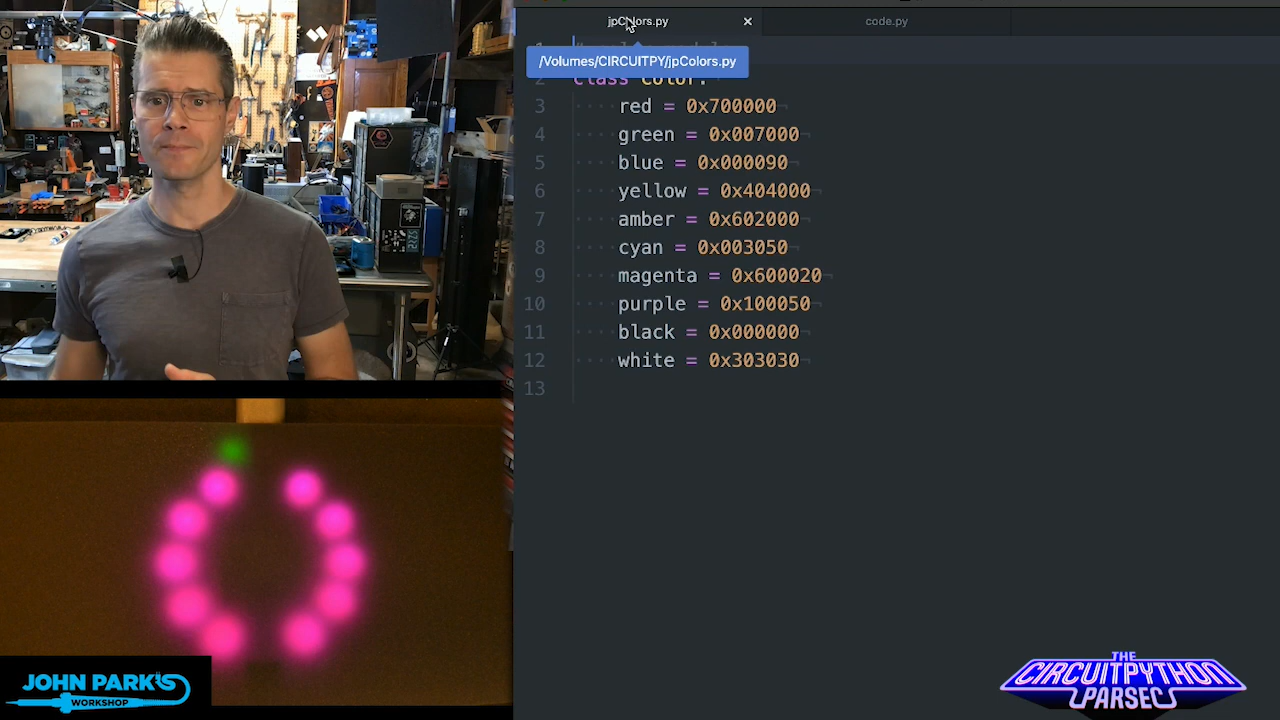 jpColors.py
code.py
1
/Volumes/CIRCUITPY/jpColors.py
2 class Color:
3 red = 0x700000
4 green = 0x007000
5 blue = 0x000090
6 yellow = 0x404000
7 amber = 0x602000
8 cyan = 0x003050
9 magenta = 0x600020
10 purple = 0x100050
11 black = 0x000000
12 white = 0x303030
13
JOHN PARK'S
WORKSHOP
THE
CIRCUITPYTHON
PARSEC